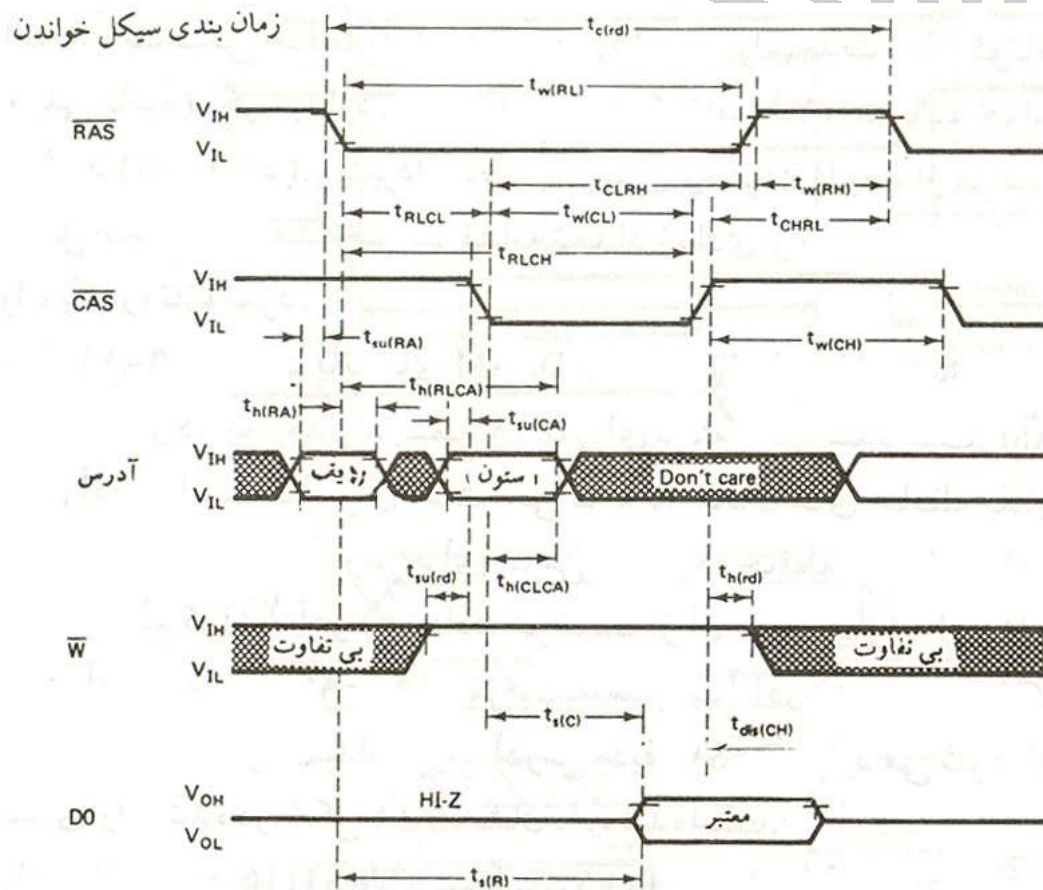 زمان بندی سیکل خواندن
t_c(rd)
t_w(RL)
V_IH
RAS
V_IL
t_CLRH
t_w(RH)
t_RLCL
t_w(CL)
t_CHRL
t_RLCH
V_IH
CAS
V_IL
t_su(RA)
t_w(CH)
t_h(RLCA)
t_h(RA)
t_su(CA)
آدرس
V_IH
ردیف
ستون
Don't care
V_IL
t_su(rd)
t_h(CLCA)
t_h(rd)
V_IH
W
بی تفاوت
بی تفاوت
V_IL
t_s(C)
t_dis(CH)
V_OH
HI-Z
DO
معتبر
V_OL
t_s(R)